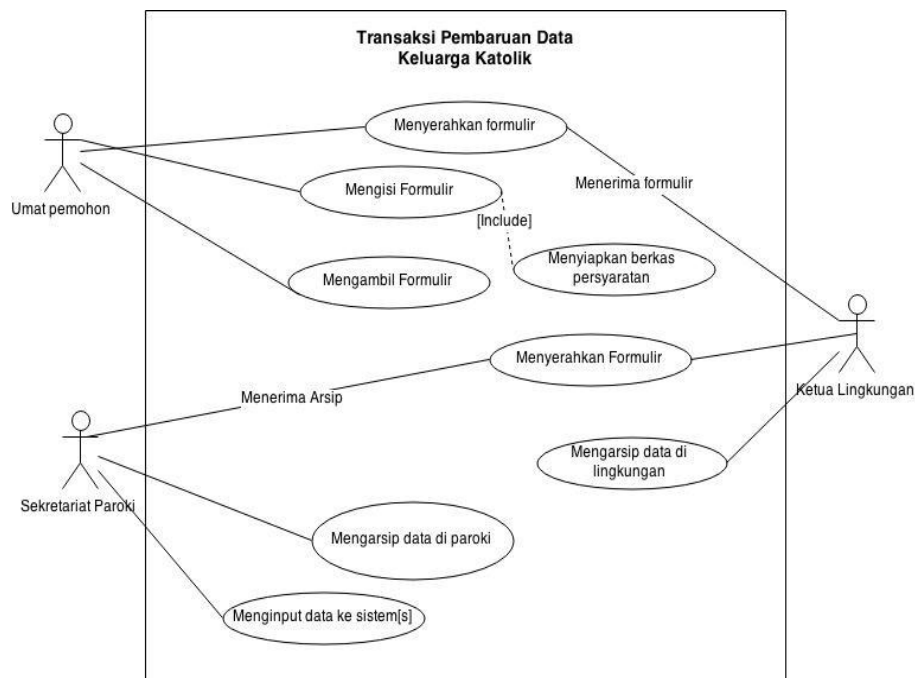 Transaksi Pembaruan Data
Keluarga Katolik
Menyerahkan formulir
Umat pemohon
Mengisi Formulir
Menerima formulir
[Include]
Menyiapkan berkas
persyaratan
Mengambil Formulir
Menyerahkan Formulir
Ketua Lingkungan
Menerima Arsip
Mengarsip data di
lingkungan
Sekretariat Paroki
Mengarsip data di paroki
Menginput data ke sistem[s]